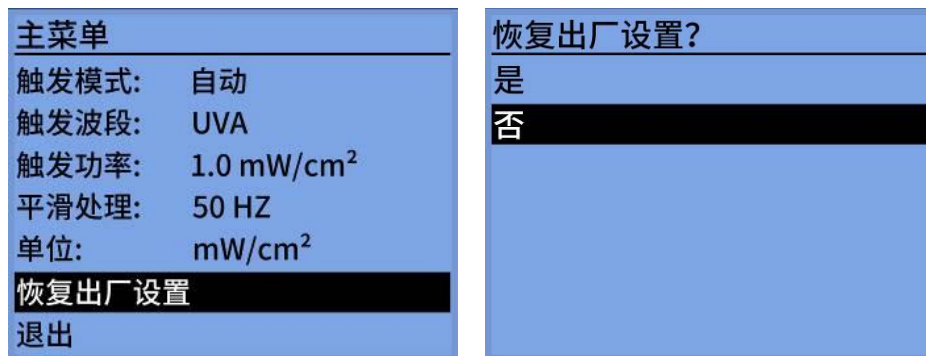 主菜单
触发模式: 自动
触发波段: UVA
触发功率: 1.0 mW/cm²
平滑处理: 50 HZ
单位: mW/cm²
恢复出厂设置
退出
恢复出厂设置?
是
否